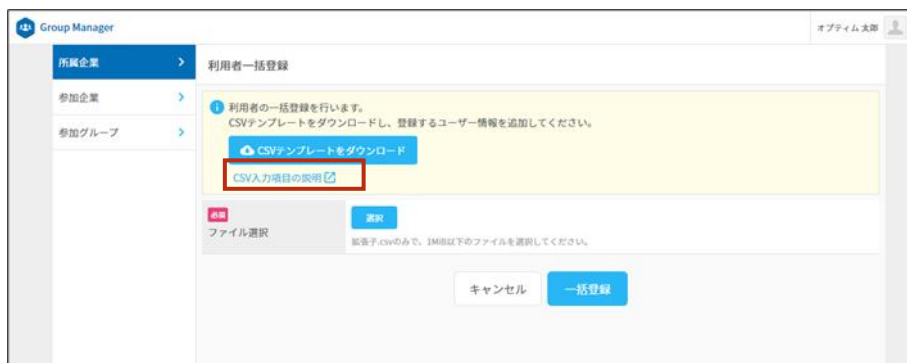 Group Manager
オプティム 太郎
所属企業
参加企業
参加グループ
利用者一括登録
利用者の一括登録を行います。
CSVテンプレートをダウンロードし、登録するユーザー情報を追加してください。
CSVテンプレートをダウンロード
CSV入力項目の説明
必須
ファイル選択
選択
拡張子.csvのみで、1MiB以下のファイルを選択してください。
キャンセル
一括登録